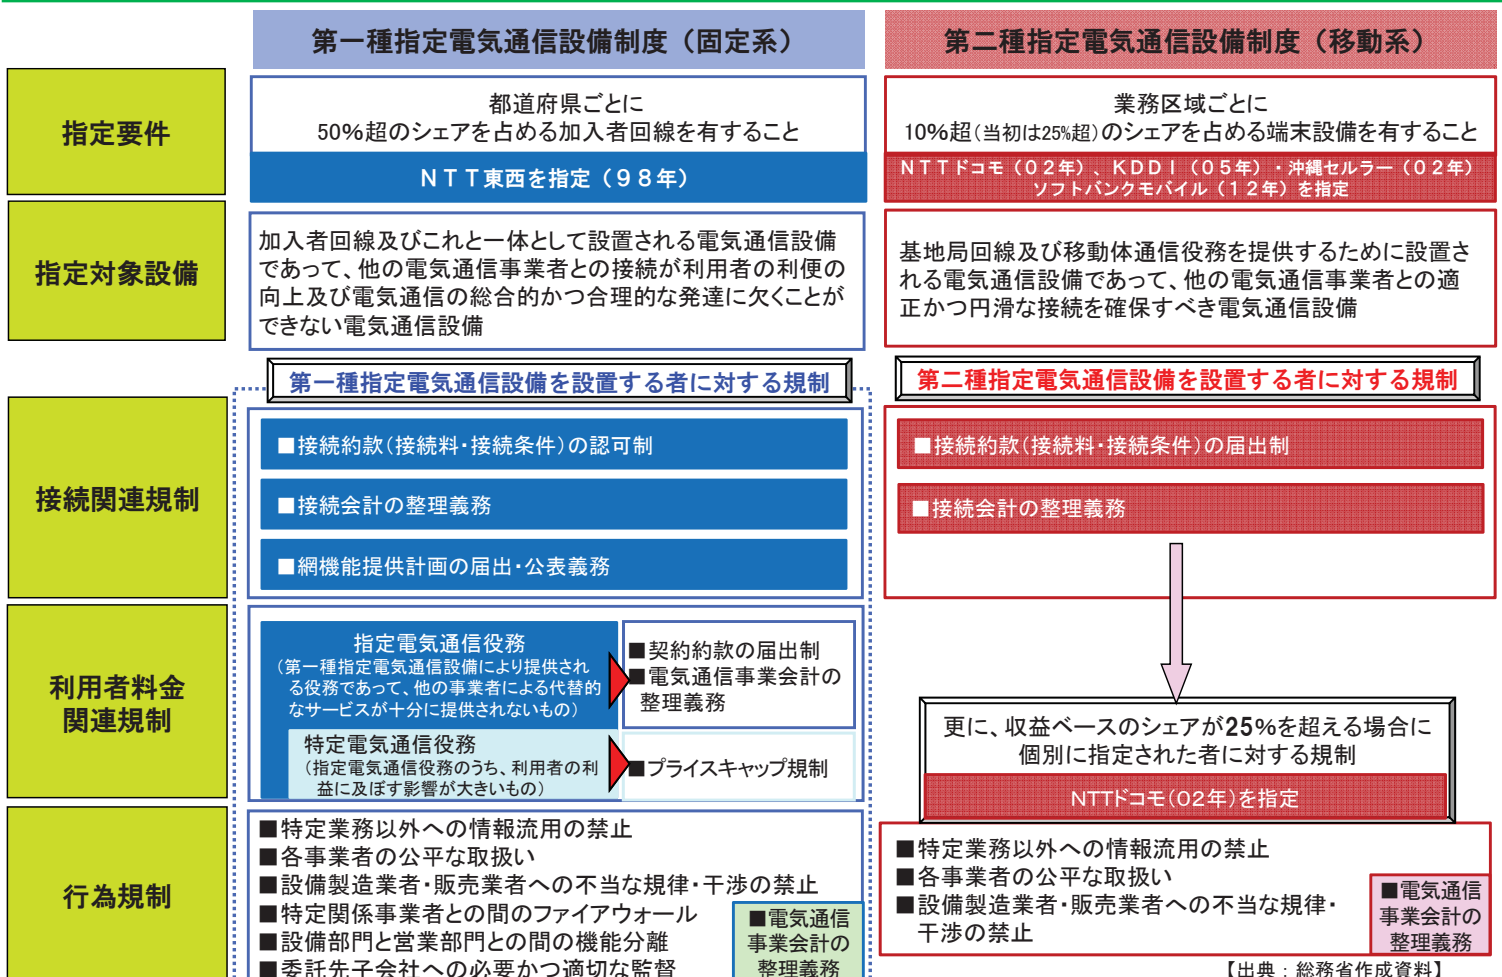 第一種指定電気通信設備制度（固定系）
第二種指定電気通信設備制度（移動系）
指定要件
都道府県ごとに
50%超のシェアを占める加入者回線を有すること
ＮＴＴ東西を指定（９８年）
業務区域ごとに
10%超(当初は25%超)のシェアを占める端末設備を有すること
ＮＴＴドコモ（０２年）、ＫＤＤＩ（０５年）・沖縄セルラー（０２年）
ソフトバンクモバイル（１２年）を指定
指定対象設備
加入者回線及びこれと一体として設置される電気通信設備
であって、他の電気通信事業者との接続が利用者の利便の
向上及び電気通信の総合的かつ合理的な発達に欠くことが
できない電気通信設備
基地局回線及び移動体通信役務を提供するために設置さ
れる電気通信設備であって、他の電気通信事業者との適
正かつ円滑な接続を確保すべき電気通信設備
第一種指定電気通信設備を設置する者に対する規制
第二種指定電気通信設備を設置する者に対する規制
接続関連規制
■接続約款(接続料・接続条件)の認可制
■接続会計の整理義務
■網機能提供計画の届出・公表義務
■接続約款(接続料・接続条件)の届出制
■接続会計の整理義務
利用者料金
関連規制
指定電気通信役務
(第一種指定電気通信設備により提供され
る役務であって、他の事業者による代替的
なサービスが十分に提供されないもの)
■契約約款の届出制
■電気通信事業会計の
整理義務
特定電気通信役務
(指定電気通信役務のうち、利用者の利
益に及ぼす影響が大きいもの)
■プライスキャップ規制
更に、収益ベースのシェアが25%を超える場合に
個別に指定された者に対する規制
NTTドコモ(02年)を指定
行為規制
■特定業務以外への情報流用の禁止
■各事業者の公平な取扱い
■設備製造業者・販売業者への不当な規律・干渉の禁止
■特定関係事業者との間のファイアウォール
■設備部門と営業部門との間の機能分離
■委託先子会社への必要かつ適切な監督
■電気通信
事業会計の
整理義務
■特定業務以外への情報流用の禁止
■各事業者の公平な取扱い
■設備製造業者・販売業者への不当な規律・
干渉の禁止
■電気通信
事業会計の
整理義務
【出典：総務省作成資料】